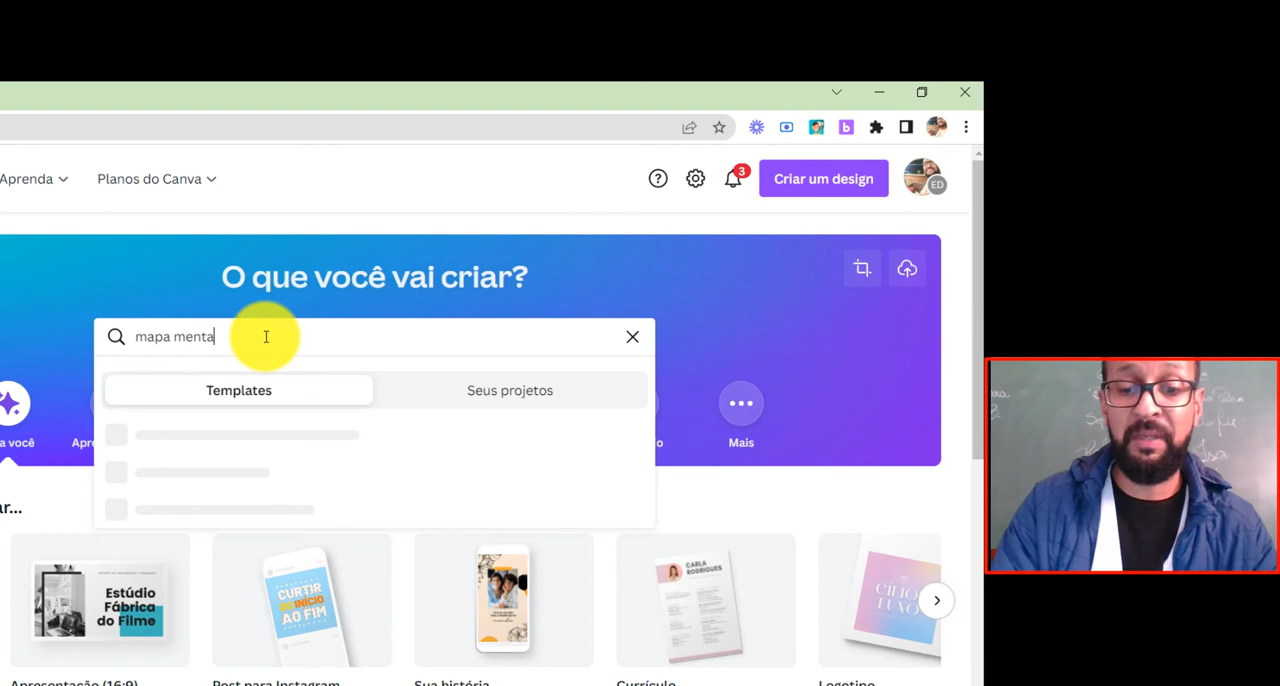 Aprenda
Planos do Canva
3
Criar um design
ED
O que você vai criar?
mapa menta
Templates
Seus projetos
a você
Apre
o
Mais
ar...
Estúdio
Fábrica
do Filme
CURTIR
DO INÍCIO
AO FIM
CARLA
RODRIGUES
CÍLIO
LUXO
Apresentação (16:9)
Post para Instagram
Sua história
Currículo
Logotipo